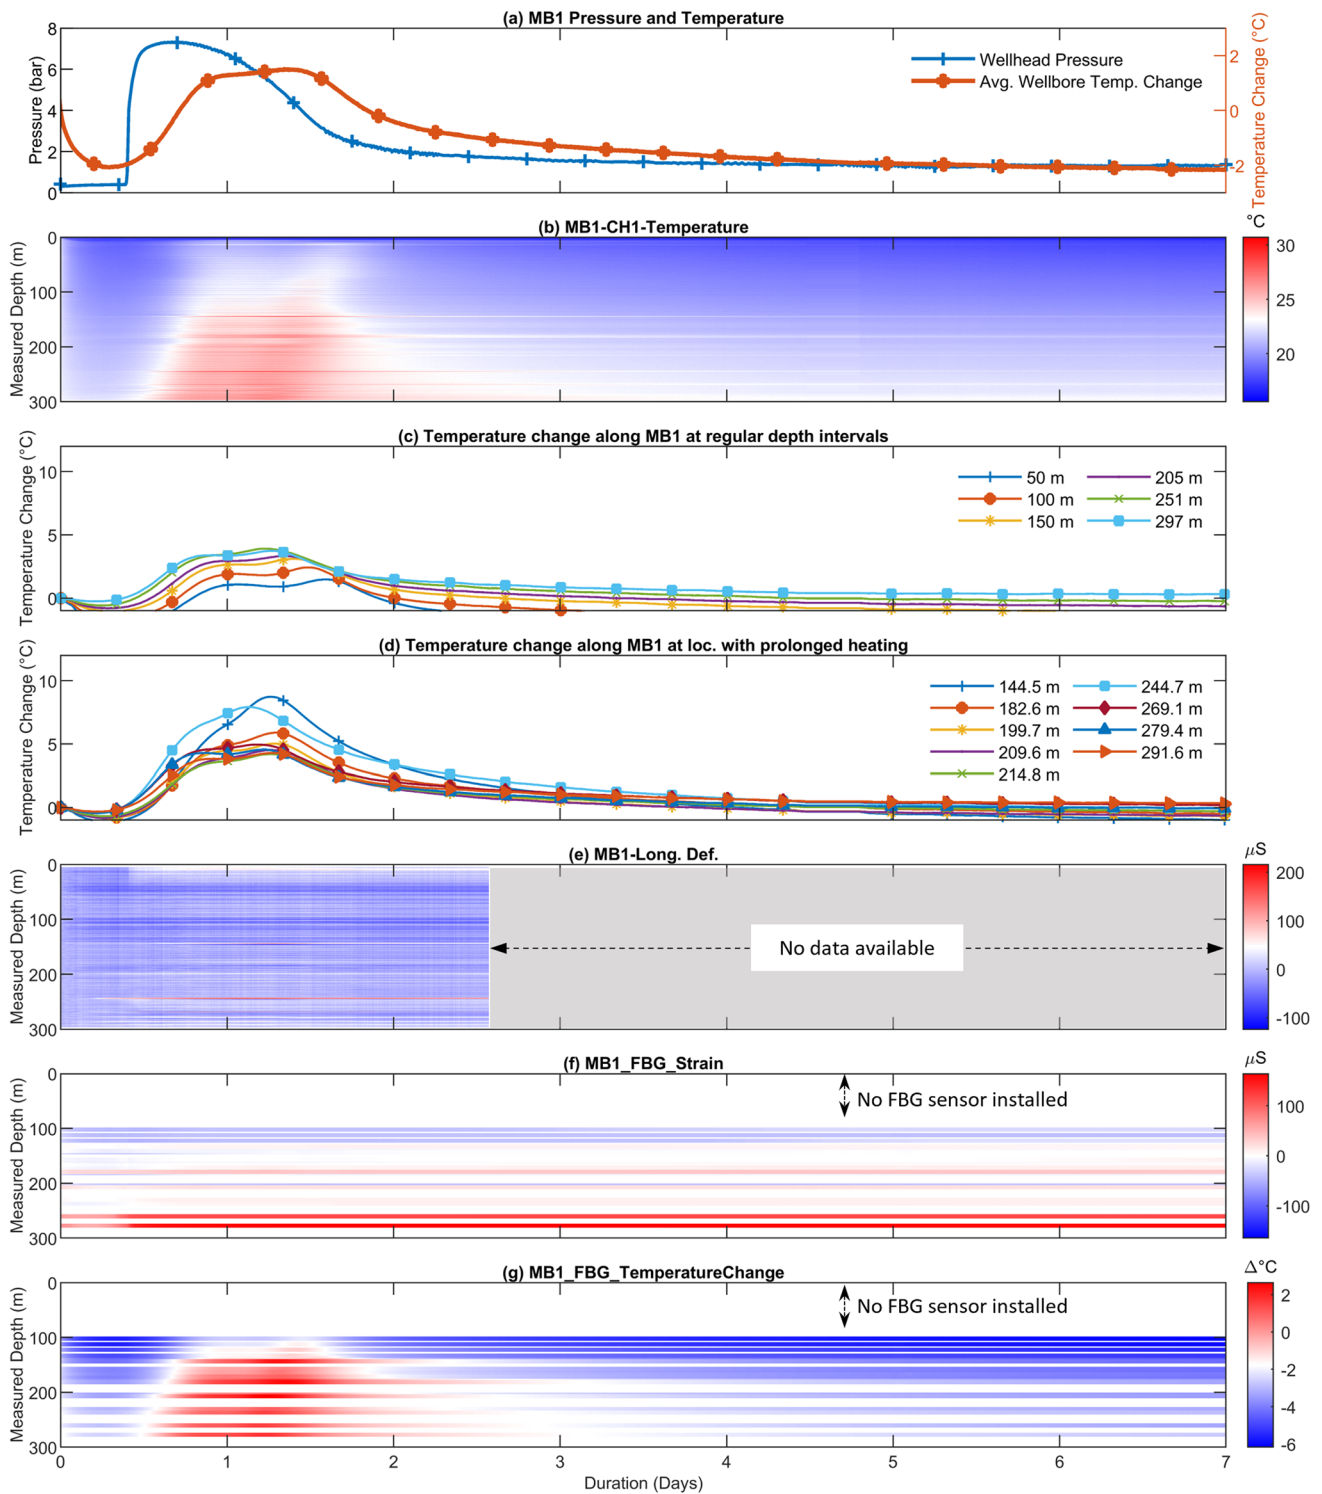 (a) MB1 Pressure and Temperature
Pressure (bar)
8
6
4
2
0
Wellhead Pressure
Avg. Wellbore Temp. Change
2
0
-2
Temperature Change (°C)
(b) MB1-CH1-Temperature
°C
Measured Depth (m)
0
100
200
300
30
25
20
(c) Temperature change along MB1 at regular depth intervals
Temperature Change (°C)
10
5
0
50 m
100 m
150 m
205 m
251 m
297 m
(d) Temperature change along MB1 at loc. with prolonged heating
Temperature Change (°C)
10
5
0
144.5 m
182.6 m
199.7 m
209.6 m
214.8 m
244.7 m
269.1 m
279.4 m
291.6 m
(e) MB1-Long. Def.
µS
Measured Depth (m)
0
100
200
300
No data available
200
100
0
-100
(f) MB1_FBG_Strain
µS
Measured Depth (m)
0
100
200
300
No FBG sensor installed
100
0
-100
(g) MB1_FBG_TemperatureChange
Δ°C
Measured Depth (m)
0
100
200
300
No FBG sensor installed
2
0
-2
-4
-6
0 1 2 3 4 5 6 7
Duration (Days)